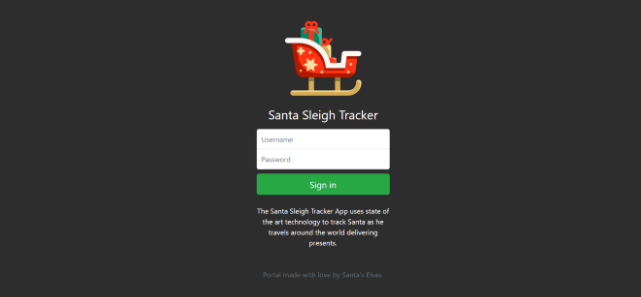 Santa Sleigh Tracker
Username
Password
Sign in
The Santa Sleigh Tracker App uses state of
the art technology to track Santa as he
travels around the world delivering
presents.
Portal made with love by Santa's Elves.